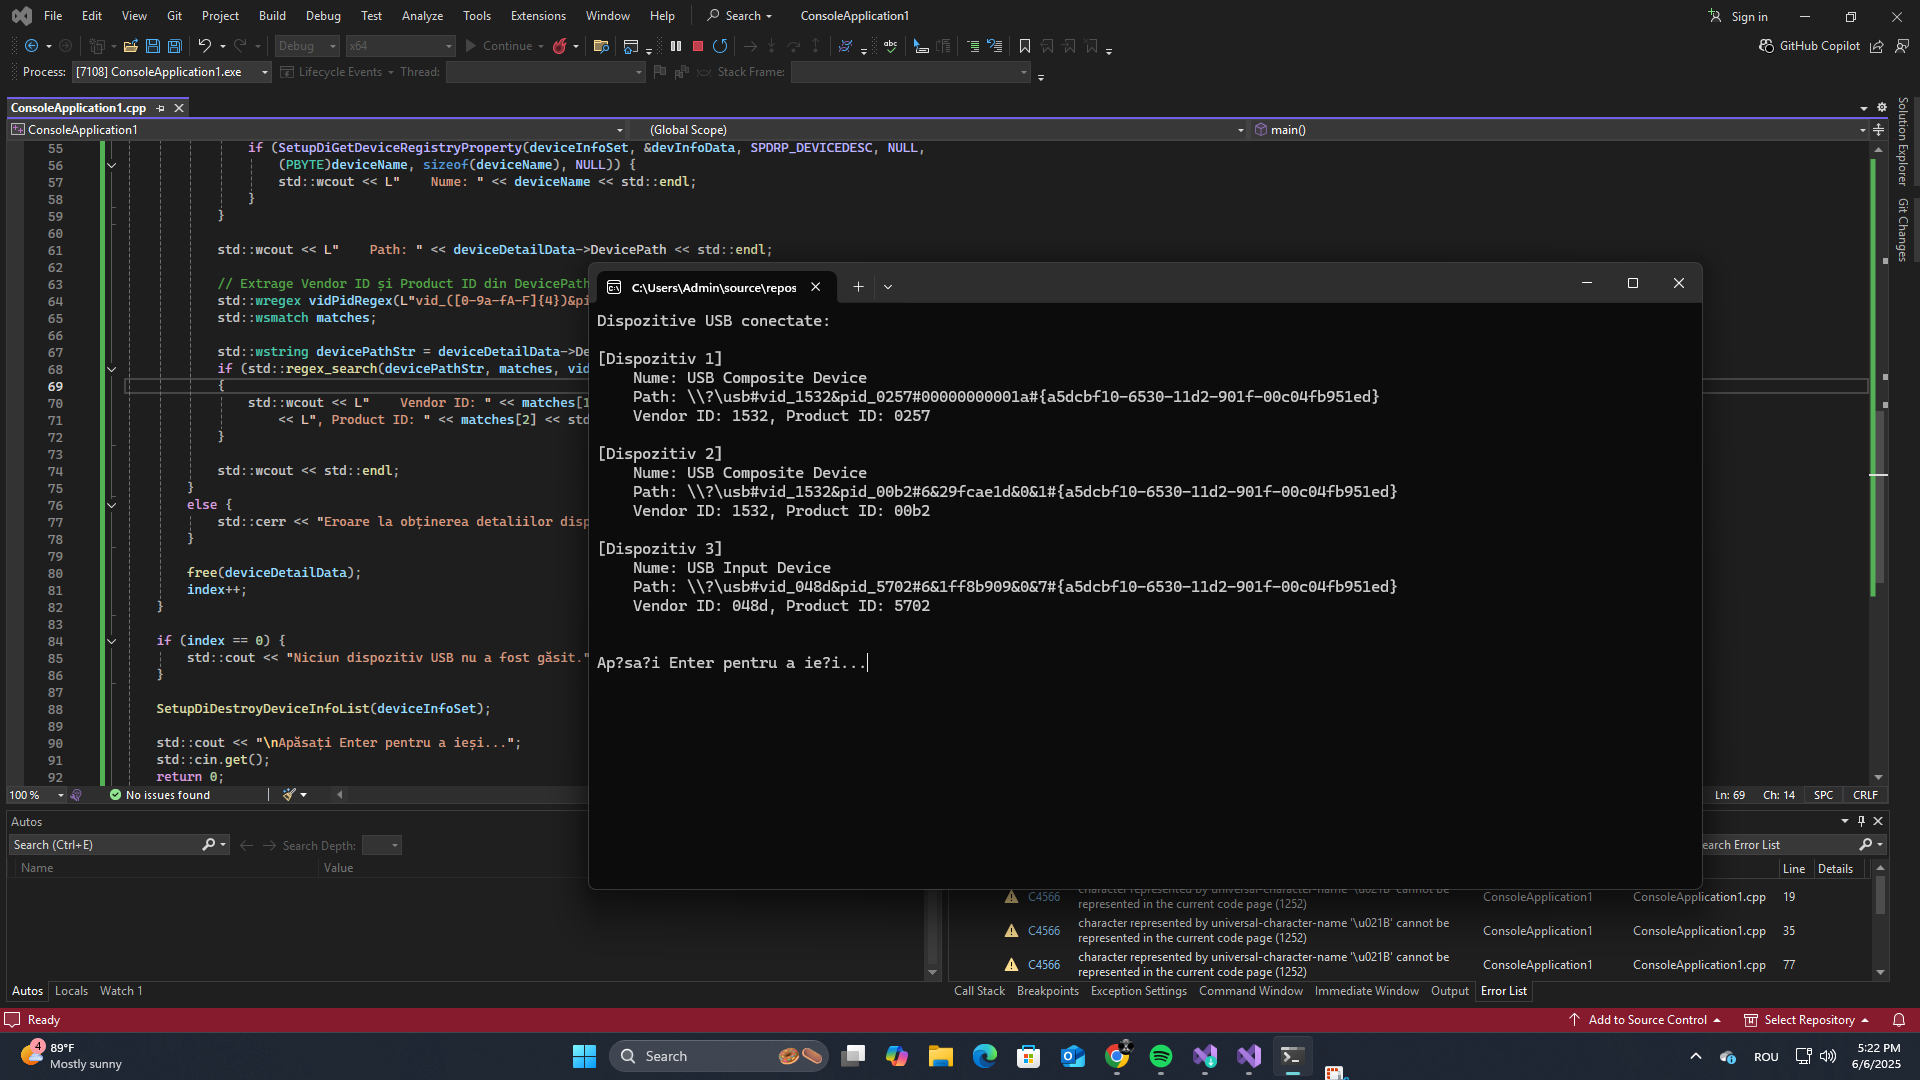 File Edit View Git Project Build Debug Test Analyze Tools Extensions Window Help Search ConsoleApplication1 Sign in
Debug x64 Continue GitHub Copilot
Process: [7108] ConsoleApplication1.exe Lifecycle Events Thread: Stack Frame:
ConsoleApplication1.cpp
ConsoleApplication1 (Global Scope) main()
Solution Explorer
Git Changes
55 if (SetupDiGetDeviceRegistryProperty(deviceInfoSet, &devInfoData, SPDRP_DEVICEDESC, NULL,
56 (PBYTE)deviceName, sizeof(deviceName), NULL)) {
57 std::wcout << L"    Nume: " << deviceName << std::endl;
58 }
59 }
60
61 std::wcout << L"    Path: " << deviceDetailData->DevicePath << std::endl;
62
63 // Extrage Vendor ID și Product ID din DevicePath
64 std::wregex vidPidRegex(L"vid_([0-9a-fA-F]{4})&pi
65 std::wsmatch matches;
66
67 std::wstring devicePathStr = deviceDetailData->De
68 if (std::regex_search(devicePathStr, matches, vid
69 {
70 std::wcout << L"    Vendor ID: " << matches[1
71 << L", Product ID: " << matches[2] << std
72 }
73
74 std::wcout << std::endl;
75 }
76 else {
77 std::cerr << "Eroare la obținerea detaliilor disp
78 }
79
80 free(deviceDetailData);
81 index++;
82 }
83
84 if (index == 0) {
85 std::cout << "Niciun dispozitiv USB nu a fost găsit."
86 }
87
88 SetupDiDestroyDeviceInfoList(deviceInfoSet);
89
90 std::cout << "\nApăsați Enter pentru a ieși...";
91 std::cin.get();
92 return 0;
C:\Users\Admin\source\repos
Dispozitive USB conectate:
[Dispozitiv 1]
Nume: USB Composite Device
Path: \\?\usb#vid_1532&pid_0257#00000000001a#{a5dcbf10-6530-11d2-901f-00c04fb951ed}
Vendor ID: 1532, Product ID: 0257
[Dispozitiv 2]
Nume: USB Composite Device
Path: \\?\usb#vid_1532&pid_00b2#6&29fcae1d&0&1#{a5dcbf10-6530-11d2-901f-00c04fb951ed}
Vendor ID: 1532, Product ID: 00b2
[Dispozitiv 3]
Nume: USB Input Device
Path: \\?\usb#vid_048d&pid_5702#6&1ff8b909&0&7#{a5dcbf10-6530-11d2-901f-00c04fb951ed}
Vendor ID: 048d, Product ID: 5702
Ap?sa?i Enter pentru a ie?i...
100 % No issues found Ln: 69 Ch: 14 SPC CRLF
Autos
Search (Ctrl+E) Search Depth:
Name Value
earch Error List
Line Details
C4566 character represented by universal-character-name '\u021B' cannot be
represented in the current code page (1252) ConsoleApplication1 ConsoleApplication1.cpp 19
C4566 character represented by universal-character-name '\u021B' cannot be
represented in the current code page (1252) ConsoleApplication1 ConsoleApplication1.cpp 35
C4566 character represented by universal-character-name '\u021B' cannot be
represented in the current code page (1252) ConsoleApplication1 ConsoleApplication1.cpp 77
Autos Locals Watch 1
Call Stack Breakpoints Exception Settings Command Window Immediate Window Output Error List
Ready Add to Source Control Select Repository
4
89°F
Mostly sunny
Search
ROU
5:22 PM
6/6/2025